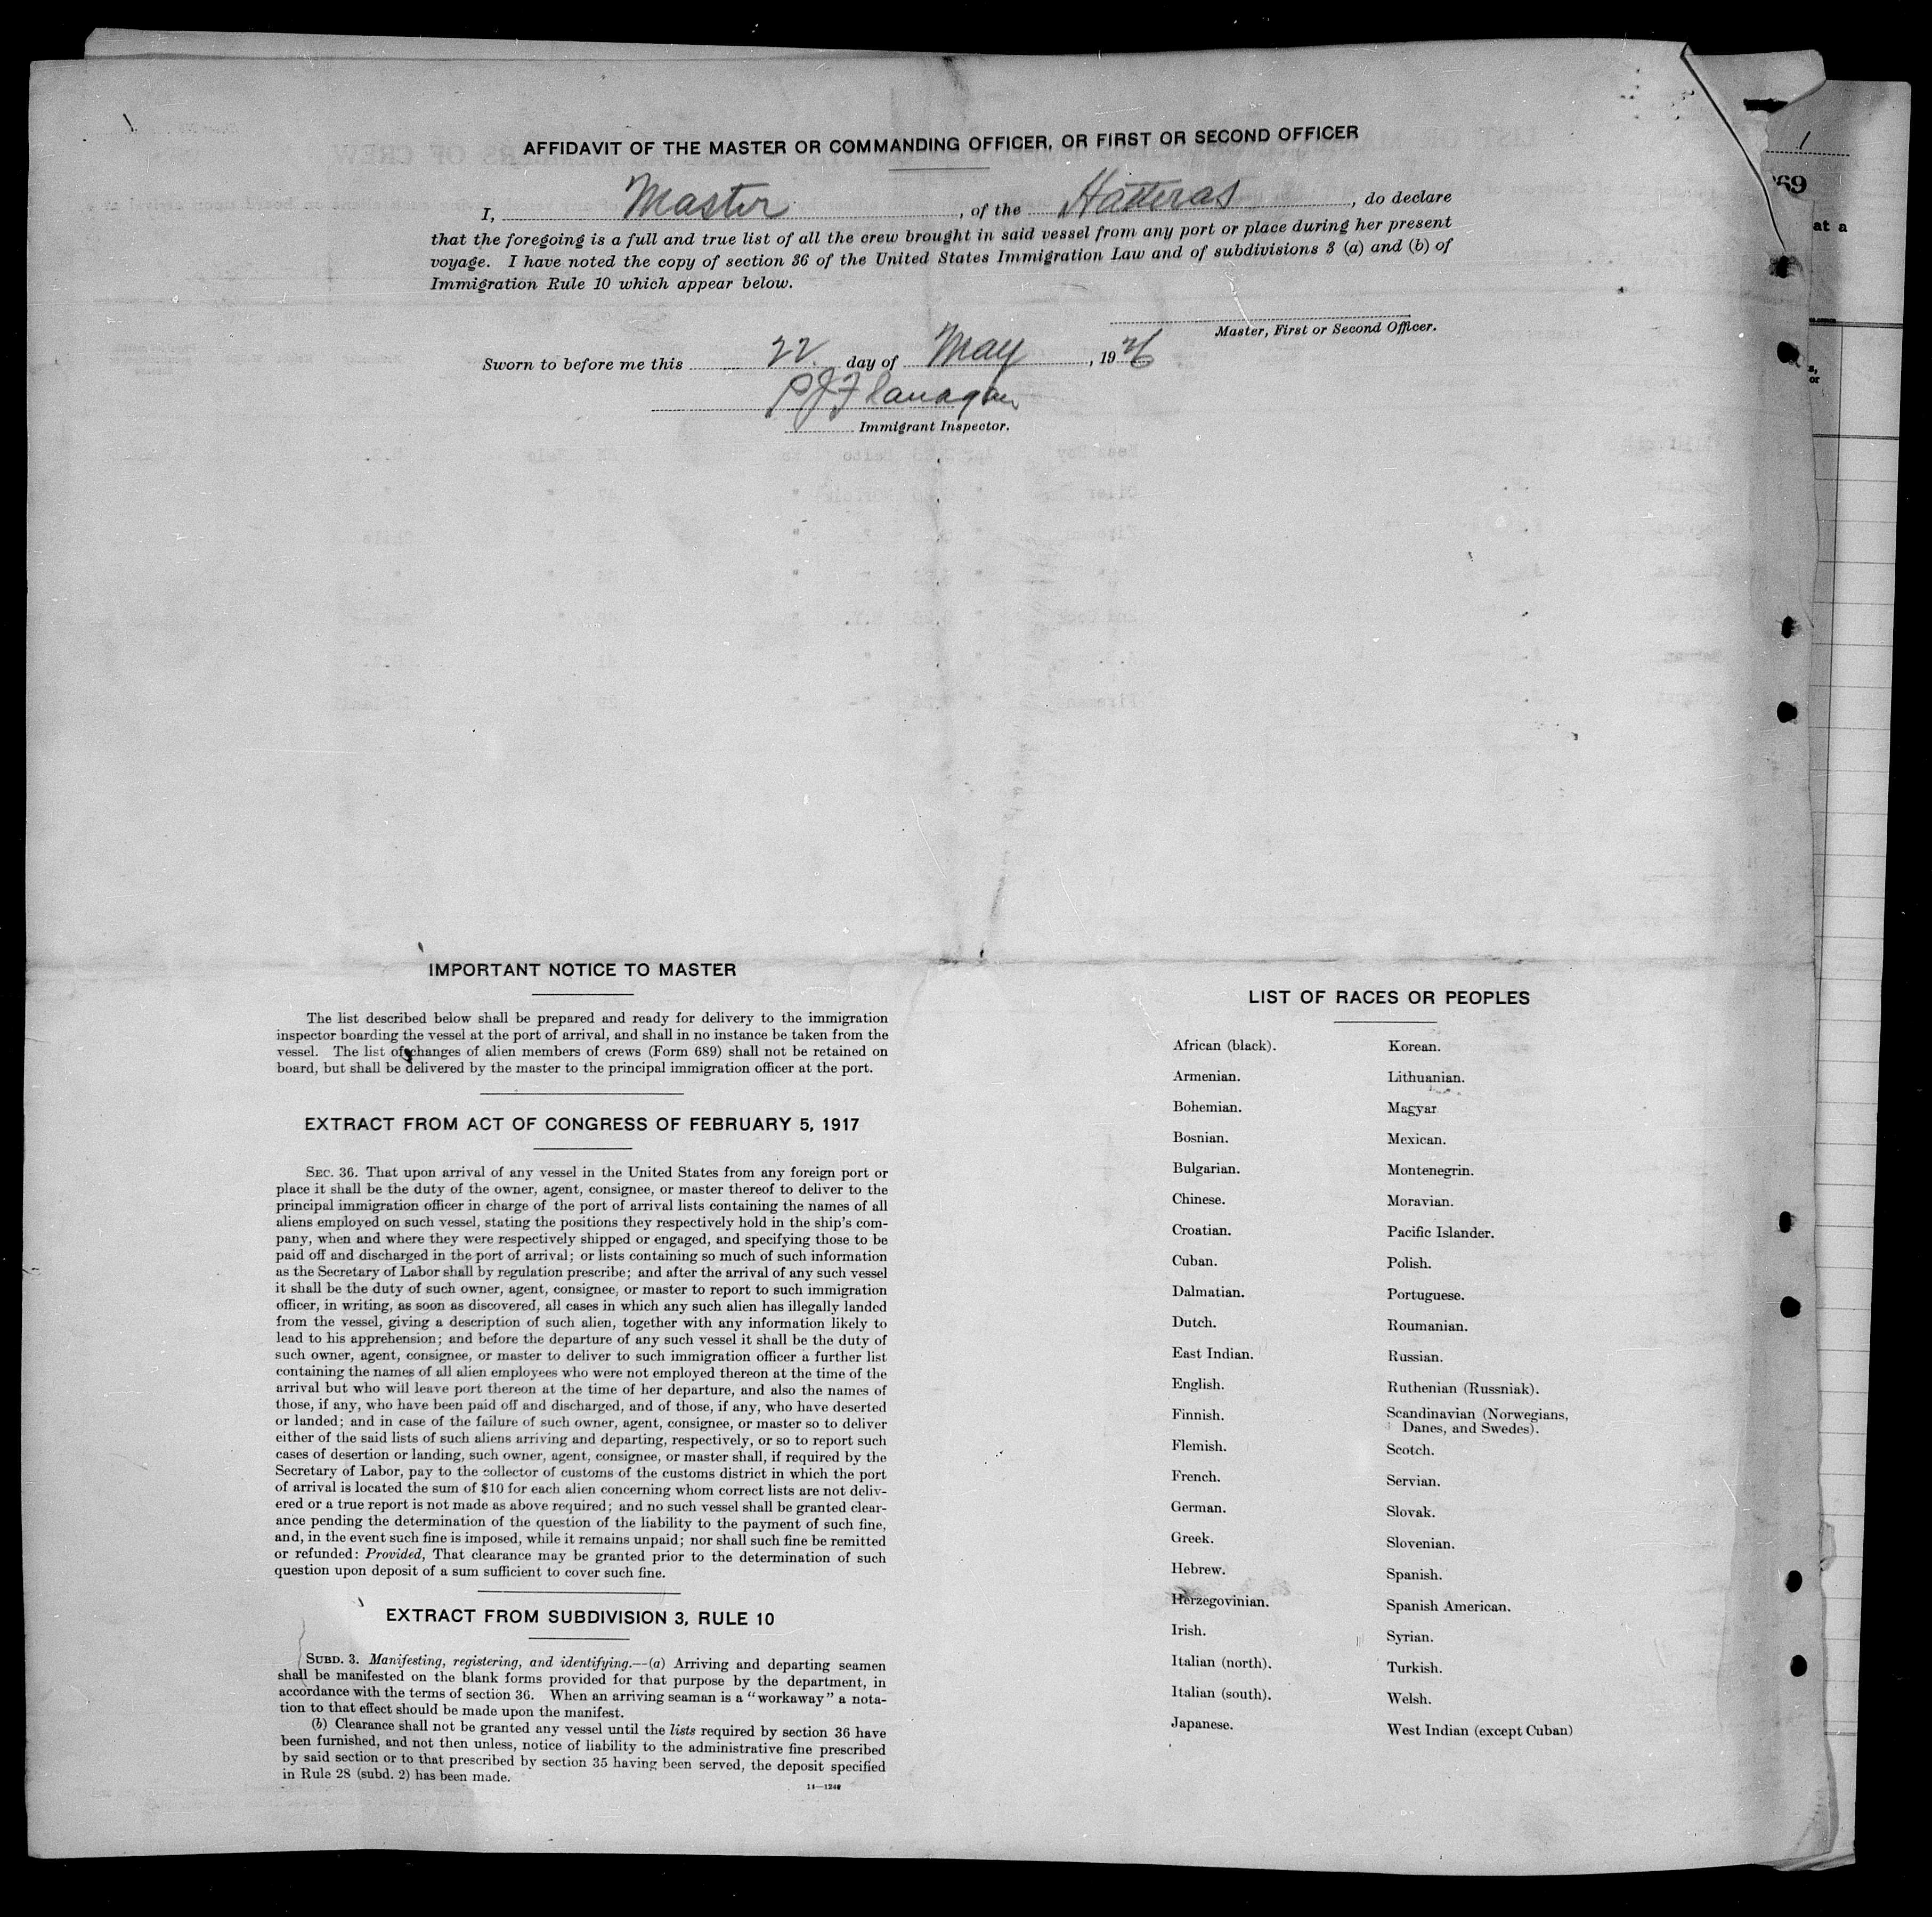 AFFIDAVIT OF THE MASTER OR COMMANDING OFFICER, OR FIRST OR SECOND OFFICER
I, Master, of the Hatteras, do declare
that the foregoing is a full and true list of all the crew brought in said vessel from any port or place during her present
voyage. I have noted the copy of section 36 of the United States Immigration Law and of subdivisions 3 (a) and (b) of
Immigration Rule 10 which appear below.
Master, First or Second Officer.
Sworn to before me this 22 day of May, 1926
P J Flanagan
Immigrant Inspector.
IMPORTANT NOTICE TO MASTER
The list described below shall be prepared and ready for delivery to the immigration
inspector boarding the vessel at the port of arrival, and shall in no instance be taken from the
vessel. The list of changes of alien members of crews (Form 689) shall not be retained on
board, but shall be delivered by the master to the principal immigration officer at the port.
EXTRACT FROM ACT OF CONGRESS OF FEBRUARY 5, 1917
SEC. 36. That upon arrival of any vessel in the United States from any foreign port or
place it shall be the duty of the owner, agent, consignee, or master thereof to deliver to the
principal immigration officer in charge of the port of arrival lists containing the names of all
aliens employed on such vessel, stating the positions they respectively hold in the ship's com-
pany, when and where they were respectively shipped or engaged, and specifying those to be
paid off and discharged in the port of arrival; or lists containing so much of such information
as the Secretary of Labor shall by regulation prescribe; and after the arrival of any such vessel
it shall be the duty of such owner, agent, consignee, or master to report to such immigration
officer, in writing, as soon as discovered, all cases in which any such alien has illegally landed
from the vessel, giving a description of such alien, together with any information likely to
lead to his apprehension; and before the departure of any such vessel it shall be the duty of
such owner, agent, consignee, or master to deliver to such immigration officer a further list
containing the names of all alien employees who were not employed thereon at the time of the
arrival but who will leave port thereon at the time of her departure, and also the names of
those, if any, who have been paid off and discharged, and of those, if any, who have deserted
or landed; and in case of the failure of such owner, agent, consignee, or master so to deliver
either of the said lists of such aliens arriving and departing, respectively, or so to report such
cases of desertion or landing, such owner, agent, consignee, or master shall, if required by the
Secretary of Labor, pay to the collector of customs of the customs district in which the port
of arrival is located the sum of $10 for each alien concerning whom correct lists are not deliv-
ered or a true report is not made as above required; and no such vessel shall be granted clear-
ance pending the determination of the question of the liability to the payment of such fine,
and, in the event such fine is imposed, while it remains unpaid; nor shall such fine be remitted
or refunded: Provided, That clearance may be granted prior to the determination of such
question upon deposit of a sum sufficient to cover such fine.
EXTRACT FROM SUBDIVISION 3, RULE 10
SUBD. 3. Manifesting, registering, and identifying.—(a) Arriving and departing seamen
shall be manifested on the blank forms provided for that purpose by the department, in
accordance with the terms of section 36. When an arriving seaman is a "workaway" a nota-
tion to that effect should be made upon the manifest.
(b) Clearance shall not be granted any vessel until the lists required by section 36 have
been furnished, and not then unless, notice of liability to the administrative fine prescribed
by said section or to that prescribed by section 35 having been served, the deposit specified
in Rule 28 (subd. 2) has been made.
LIST OF RACES OR PEOPLES
African (black).
Armenian.
Bohemian.
Bosnian.
Bulgarian.
Chinese.
Croatian.
Cuban.
Dalmatian.
Dutch.
East Indian.
English.
Finnish.
Flemish.
French.
German.
Greek.
Hebrew.
Herzegovinian.
Irish.
Italian (north).
Italian (south).
Japanese.
Korean.
Lithuanian.
Magyar
Mexican.
Montenegrin.
Moravian.
Pacific Islander.
Polish.
Portuguese.
Roumanian.
Russian.
Ruthenian (Russniak).
Scandinavian (Norwegians,
Danes, and Swedes).
Scotch.
Servian.
Slovak.
Slovenian.
Spanish.
Spanish American.
Syrian.
Turkish.
Welsh.
West Indian (except Cuban)
1
69
at a
s,
or